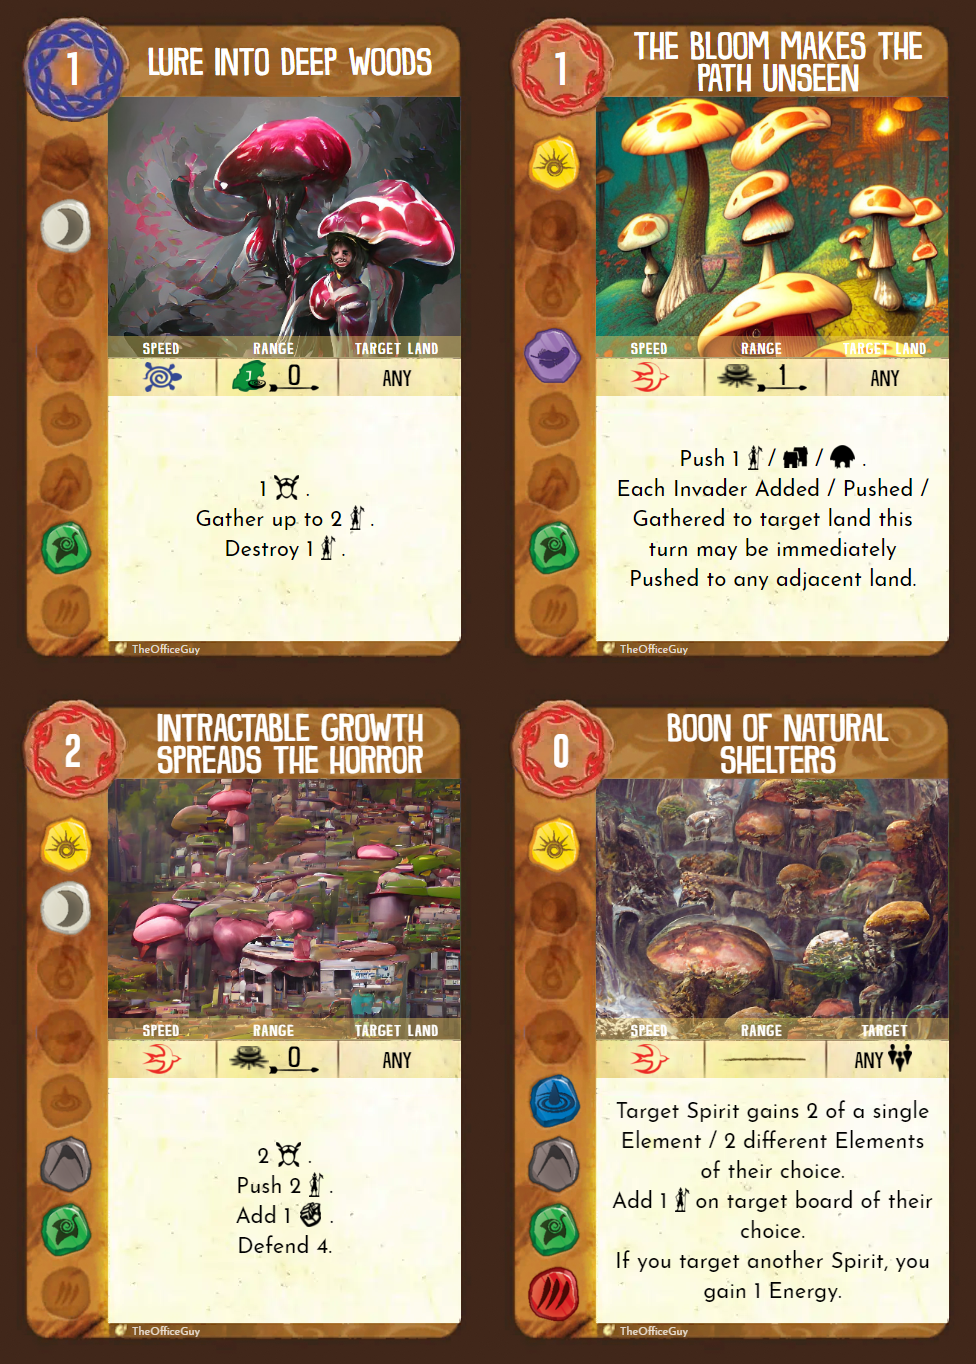 1
LURE INTO DEEP WOODS
SPEED RANGE TARGET LAND
J 0 ANY
1 .
Gather up to 2 .
Destroy 1 .
TheOfficeGuy
1
THE BLOOM MAKES THE
PATH UNSEEN
SPEED RANGE TARGET LAND
1 ANY
Push 1 / / .
Each Invader Added / Pushed /
Gathered to target land this
turn may be immediately
Pushed to any adjacent land.
TheOfficeGuy
2
INTRACTABLE GROWTH
SPREADS THE HORROR
SPEED RANGE TARGET LAND
0 ANY
2 .
Push 2 .
Add 1 .
Defend 4.
TheOfficeGuy
0
BOON OF NATURAL
SHELTERS
SPEED RANGE TARGET
ANY
Target Spirit gains 2 of a single
Element / 2 different Elements
of their choice.
Add 1 on target board of their
choice.
If you target another Spirit, you
gain 1 Energy.
TheOfficeGuy